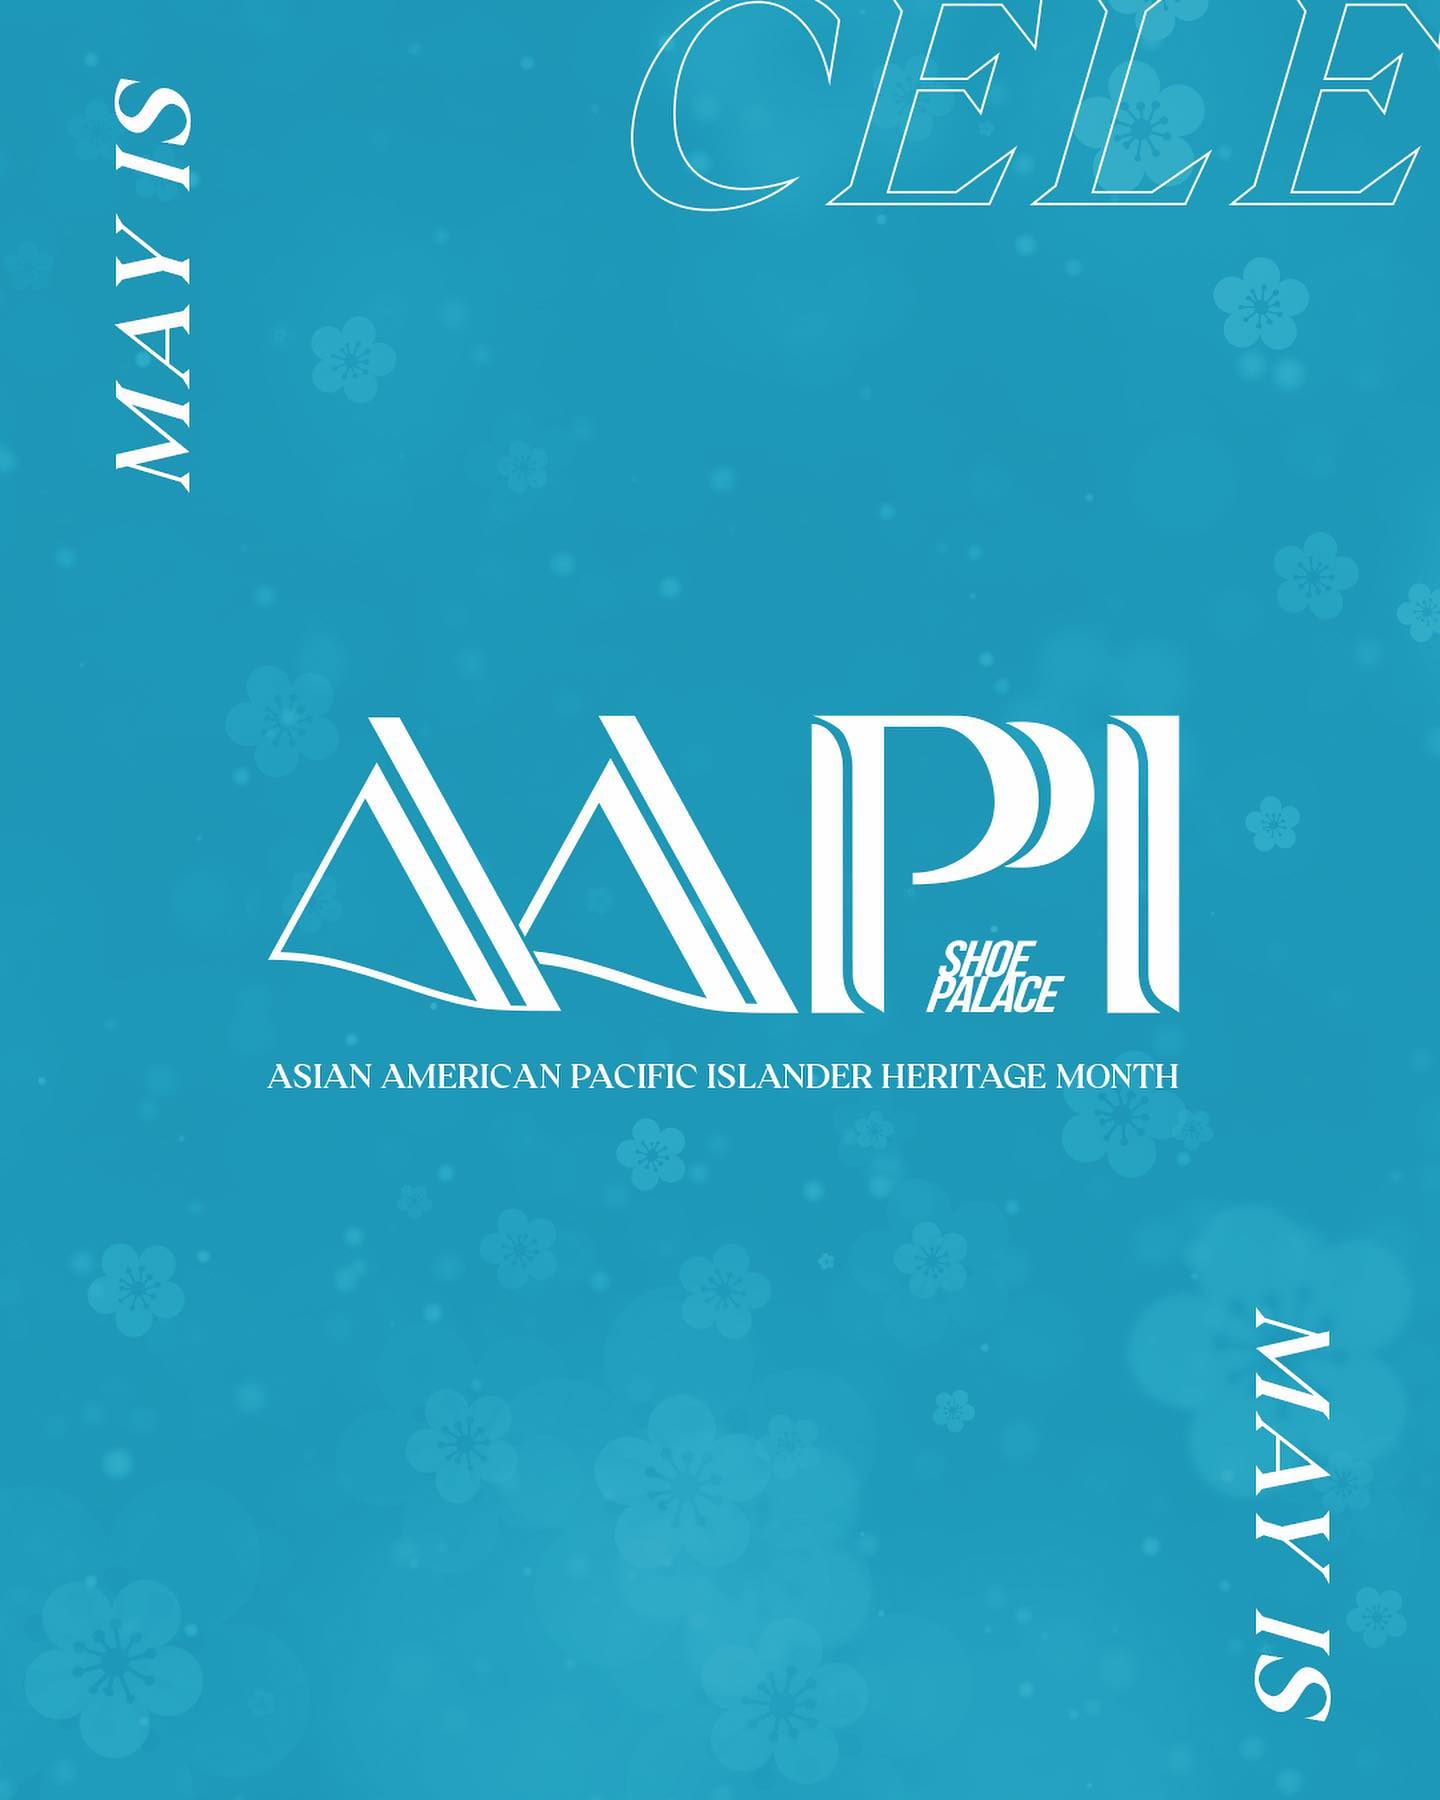 CELE
MAY IS
AAPI
SHOE
PALACE
ASIAN AMERICAN PACIFIC ISLANDER HERITAGE MONTH
MAY IS